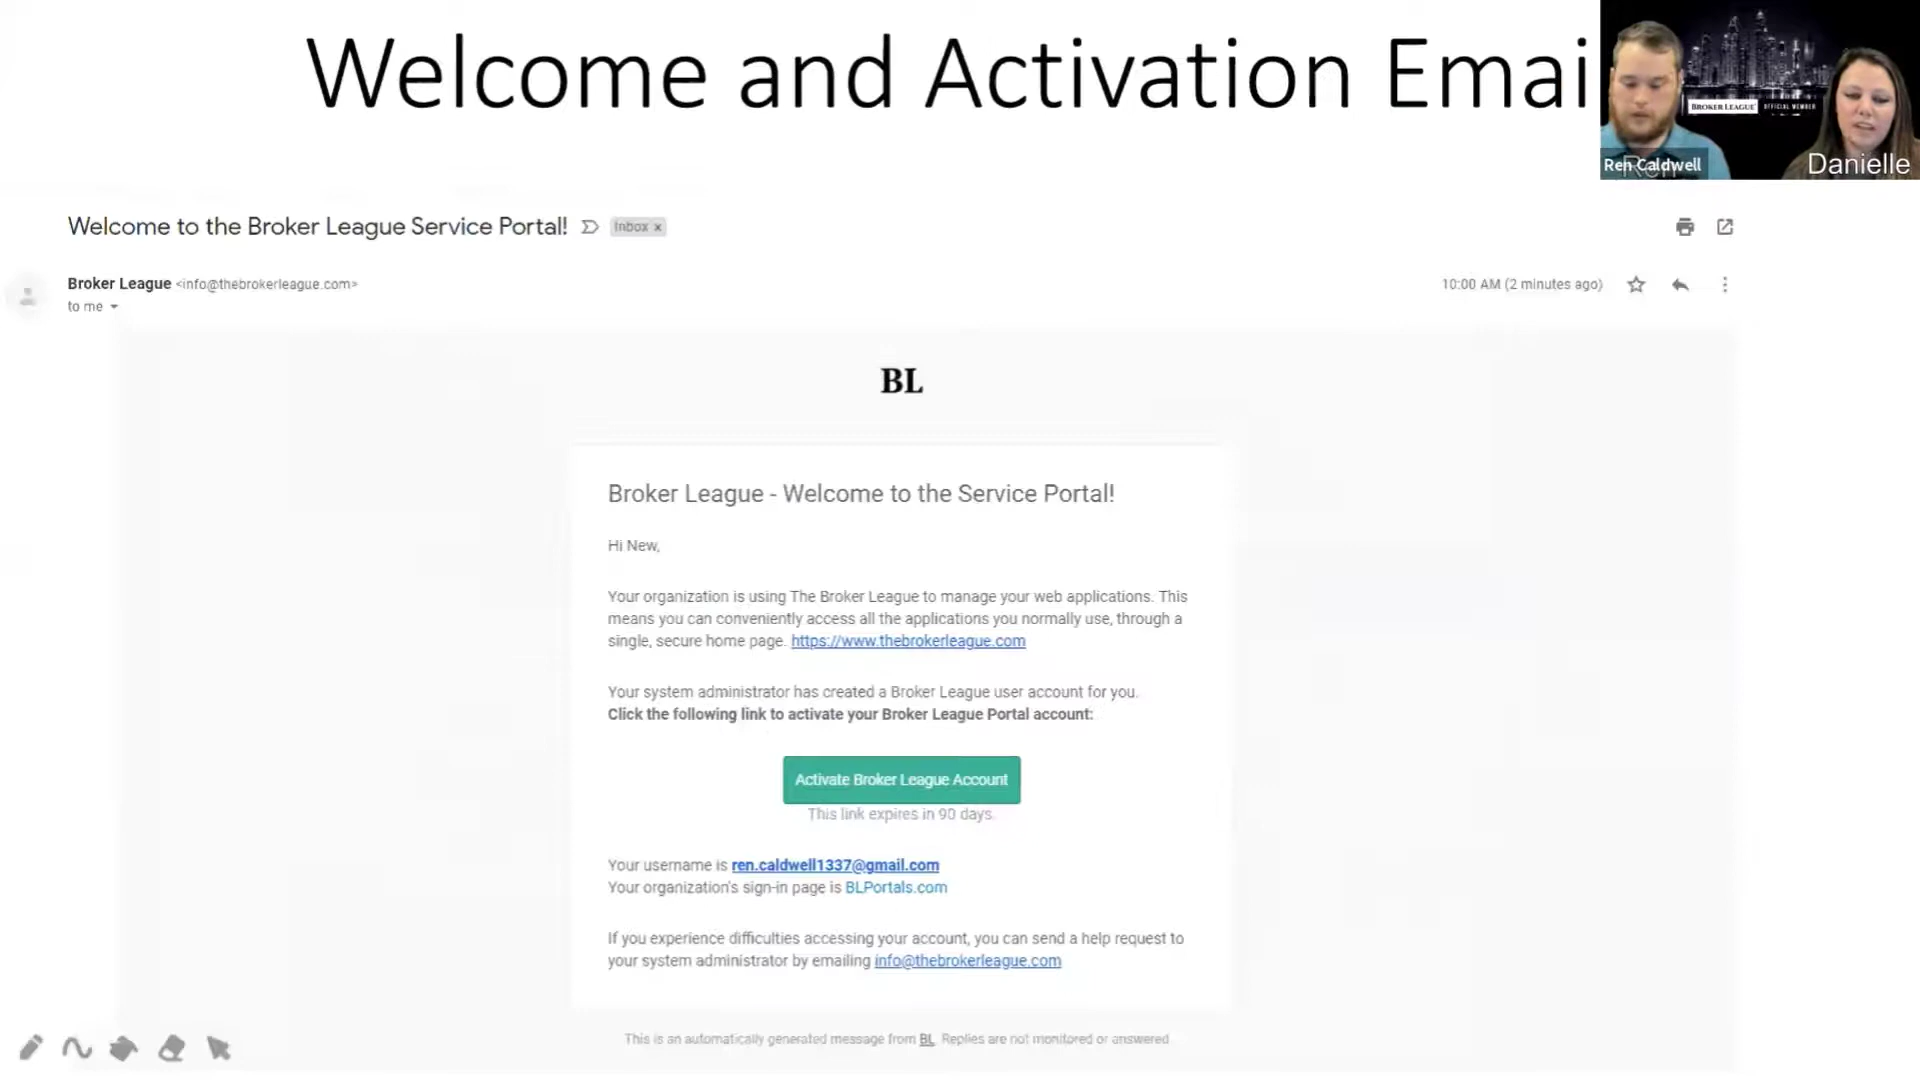 Welcome and Activation Emai
BROKER LEAGUE OFFICIAL MEMBER
Ren Caldwell
Danielle
Welcome to the Broker League Service Portal! Inbox x
Broker League <info@thebrokerleague.com>
10:00 AM (2 minutes ago)
to me
BL
Broker League - Welcome to the Service Portal!
Hi New,
Your organization is using The Broker League to manage your web applications. This
means you can conveniently access all the applications you normally use, through a
single, secure home page. https://www.thebrokerleague.com
Your system administrator has created a Broker League user account for you.
Click the following link to activate your Broker League Portal account:
Activate Broker League Account
This link expires in 90 days.
Your username is ren.caldwell1337@gmail.com
Your organization's sign-in page is BLPortals.com
If you experience difficulties accessing your account, you can send a help request to
your system administrator by emailing info@thebrokerleague.com
This is an automatically generated message from BL. Replies are not monitored or answered.